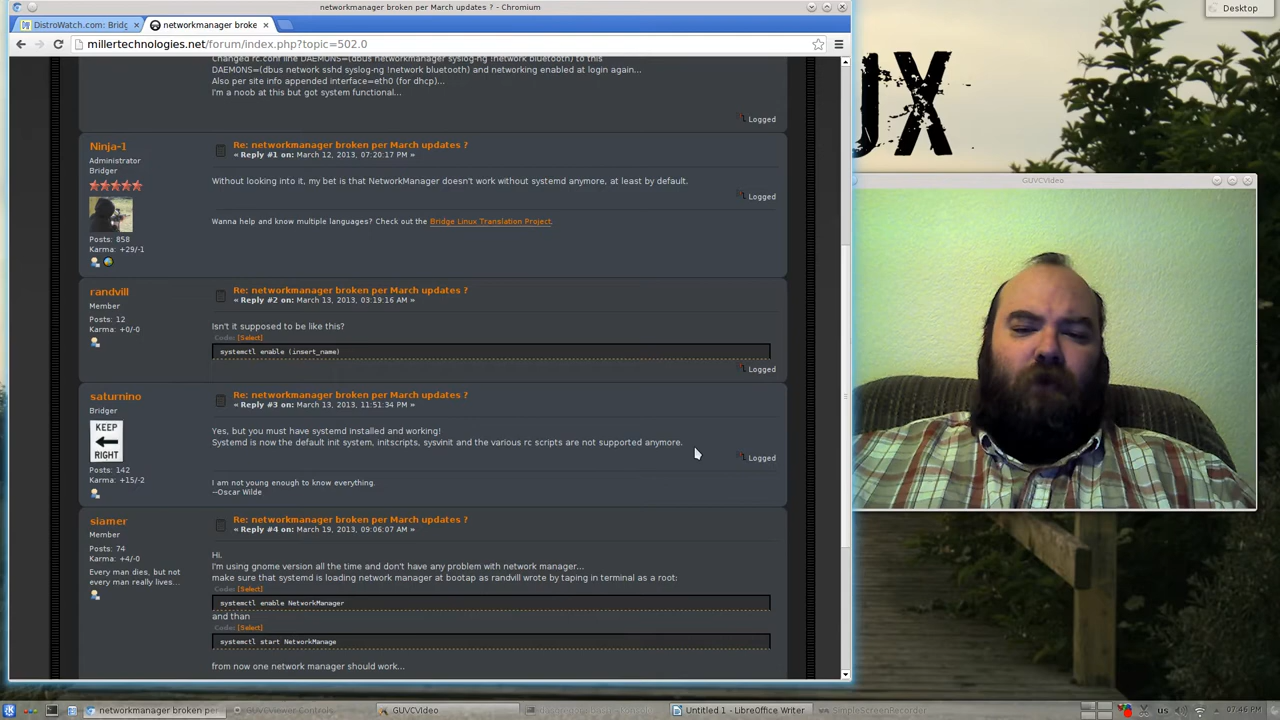 networkmanager broken per March updates ? - Chromium
Desktop
DistroWatch.com: Bridg
networkmanager broke
millertechnologies.net/forum/index.php?topic=502.0
Changed rc.conf line DAEMONS=(dbus networkmanager syslog-ng !network bluetooth) to this
DAEMONS=(dbus network sshd syslog-ng !network bluetooth) and networking enabled at login again...
Also per site info appended interface=eth0 (for dhcp)...
I'm a noob at this but got system functional...
Logged
Ninja-1
Administrator
Bridger
Posts: 858
Karma: +29/-1
Re: networkmanager broken per March updates ?
« Reply #1 on: March 12, 2013, 07:20:17 PM »
Without looking into it, my bet is that NetworkManager doesn't work without systemd anymore, at least by default.
Logged
Wanna help and know multiple languages? Check out the Bridge Linux Translation Project.
randvill
Member
Posts: 12
Karma: +0/-0
Re: networkmanager broken per March updates ?
« Reply #2 on: March 13, 2013, 03:19:16 AM »
Isn't it supposed to be like this?
Code: [Select]
systemctl enable (insert_name)
Logged
saturnino
Bridger
KEEP
RIGHT
Posts: 142
Karma: +15/-2
Re: networkmanager broken per March updates ?
« Reply #3 on: March 13, 2013, 11:51:34 PM »
Yes, but you must have systemd installed and working!
Systemd is now the default init system, initscripts, sysvinit and the various rc scripts are not supported anymore.
Logged
I am not young enough to know everything.
--Oscar Wilde
slamer
Member
Posts: 74
Karma: +4/-0
Every man dies, but not
every man really lives...
Re: networkmanager broken per March updates ?
« Reply #4 on: March 19, 2013, 09:06:07 AM »
Hi.
I'm using gnome version all the time and don't have any problem with network manager...
make sure that systemd is loading network manager at bootap as randvill wrote by taping in terminal as a root:
Code: [Select]
systemctl enable NetworkManager
and than
Code: [Select]
systemctl start NetworkManage
from now one network manager should work...
UX
GUVCVideo
networkmanager broken per
GUVCViewer Controls
GUVCVideo
Untitled 1 - LibreOffice Writer
SimpleScreenRecorder
us
07:46 PM